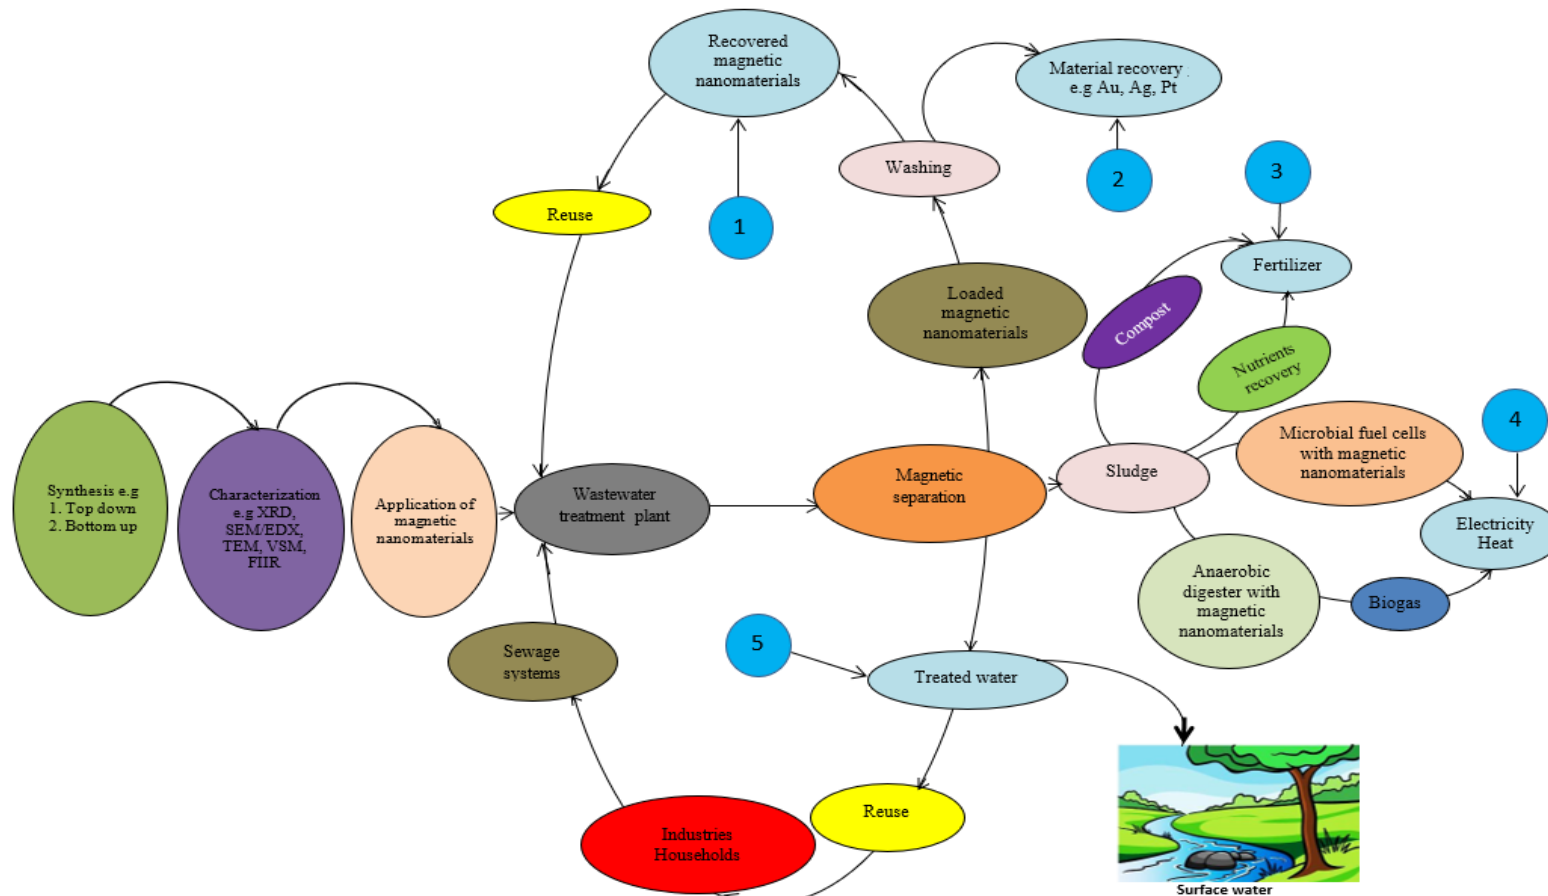 Recovered
magnetic
nanomaterials
Material recovery .
e.g Au, Ag, Pt
Washing
1
2
3
Reuse
Fertilizer
Loaded
magnetic
nanomaterials
Compost
Nutrients
recovery
4
Microbial fuel cells
with magnetic
nanomaterials
Synthesis e.g
1. Top down
2. Bottom up
Characterization
e.g XRD,
SEM/EDX,
TEM, VSM,
FIIR
Application of
magnetic
nanomaterials
Wastewater
treatment plant
Magnetic
separation
Sludge
Electricity
Heat
Anaerobic
digester with
magnetic
nanomaterials
Biogas
Sewage
systems
5
Treated water
Reuse
Industries
Households
Surface water